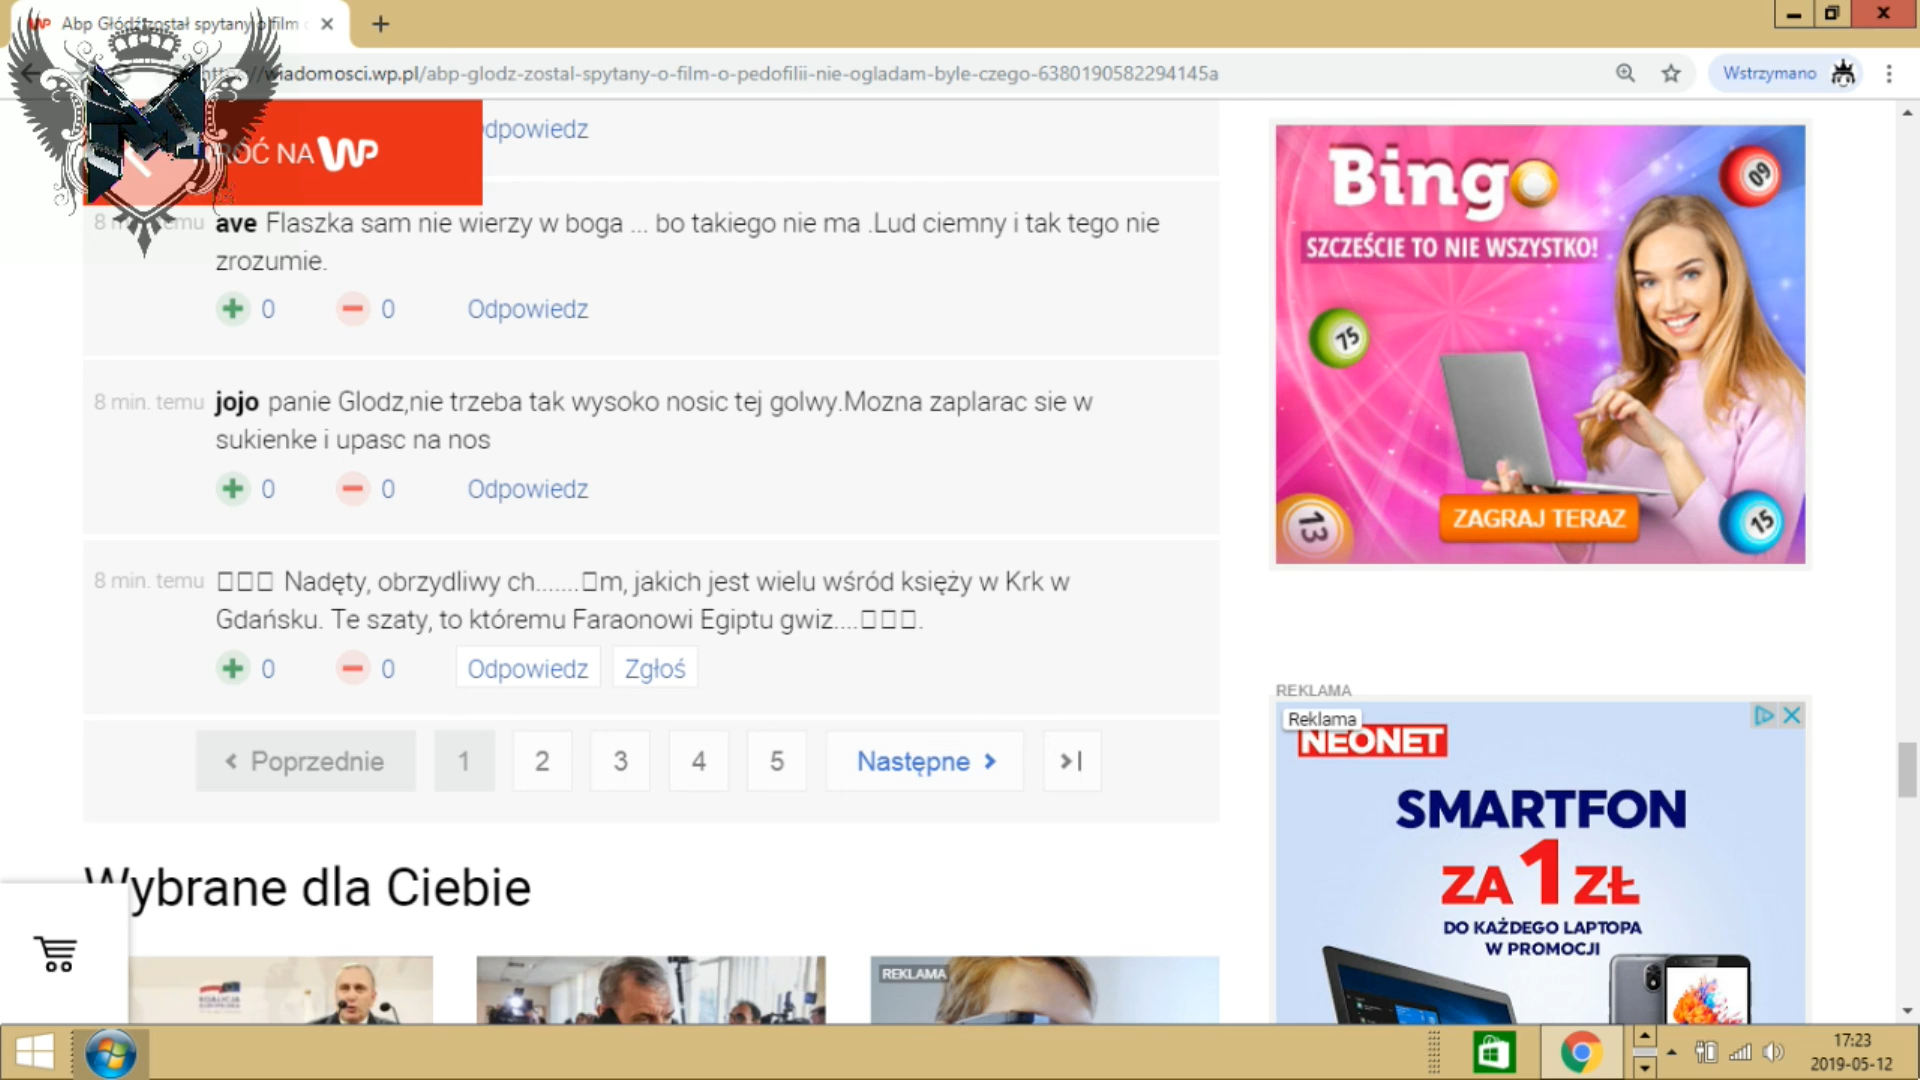 Abp Głódź został spytany o film
Wstrzymano
wiadomosci.wp.pl/abp-glodz-zostal-spytany-o-film-o-pedofilii-nie-ogladam-byle-czego-6380190582294145a
RÓĆ NA WP
dpowiedz
ave Flaszka sam nie wierzy w boga ... bo takiego nie ma .Lud ciemny i tak tego nie
zrozumie.
+ 0 − 0 Odpowiedz
8 min. temu jojo panie Glodz,nie trzeba tak wysoko nosic tej golwy.Mozna zaplarac sie w
sukienke i upasc na nos
+ 0 − 0 Odpowiedz
8 min. temu □□□ Nadęty, obrzydliwy ch.......□m, jakich jest wielu wśród księży w Krk w
Gdańsku. Te szaty, to któremu Faraonowi Egiptu gwiz....□□□.
+ 0 − 0 Odpowiedz Zgłoś
‹ Poprzednie 1 2 3 4 5 Następne ›
Wybrane dla Ciebie
REKLAMA
Bingo
SZCZEŚCIE TO NIE WSZYSTKO!
09
75
13
15
ZAGRAJ TERAZ
REKLAMA
Reklama
NEONET
SMARTFON
ZA 1 ZŁ
DO KAŻDEGO LAPTOPA
W PROMOCJI
17:23
2019-05-12